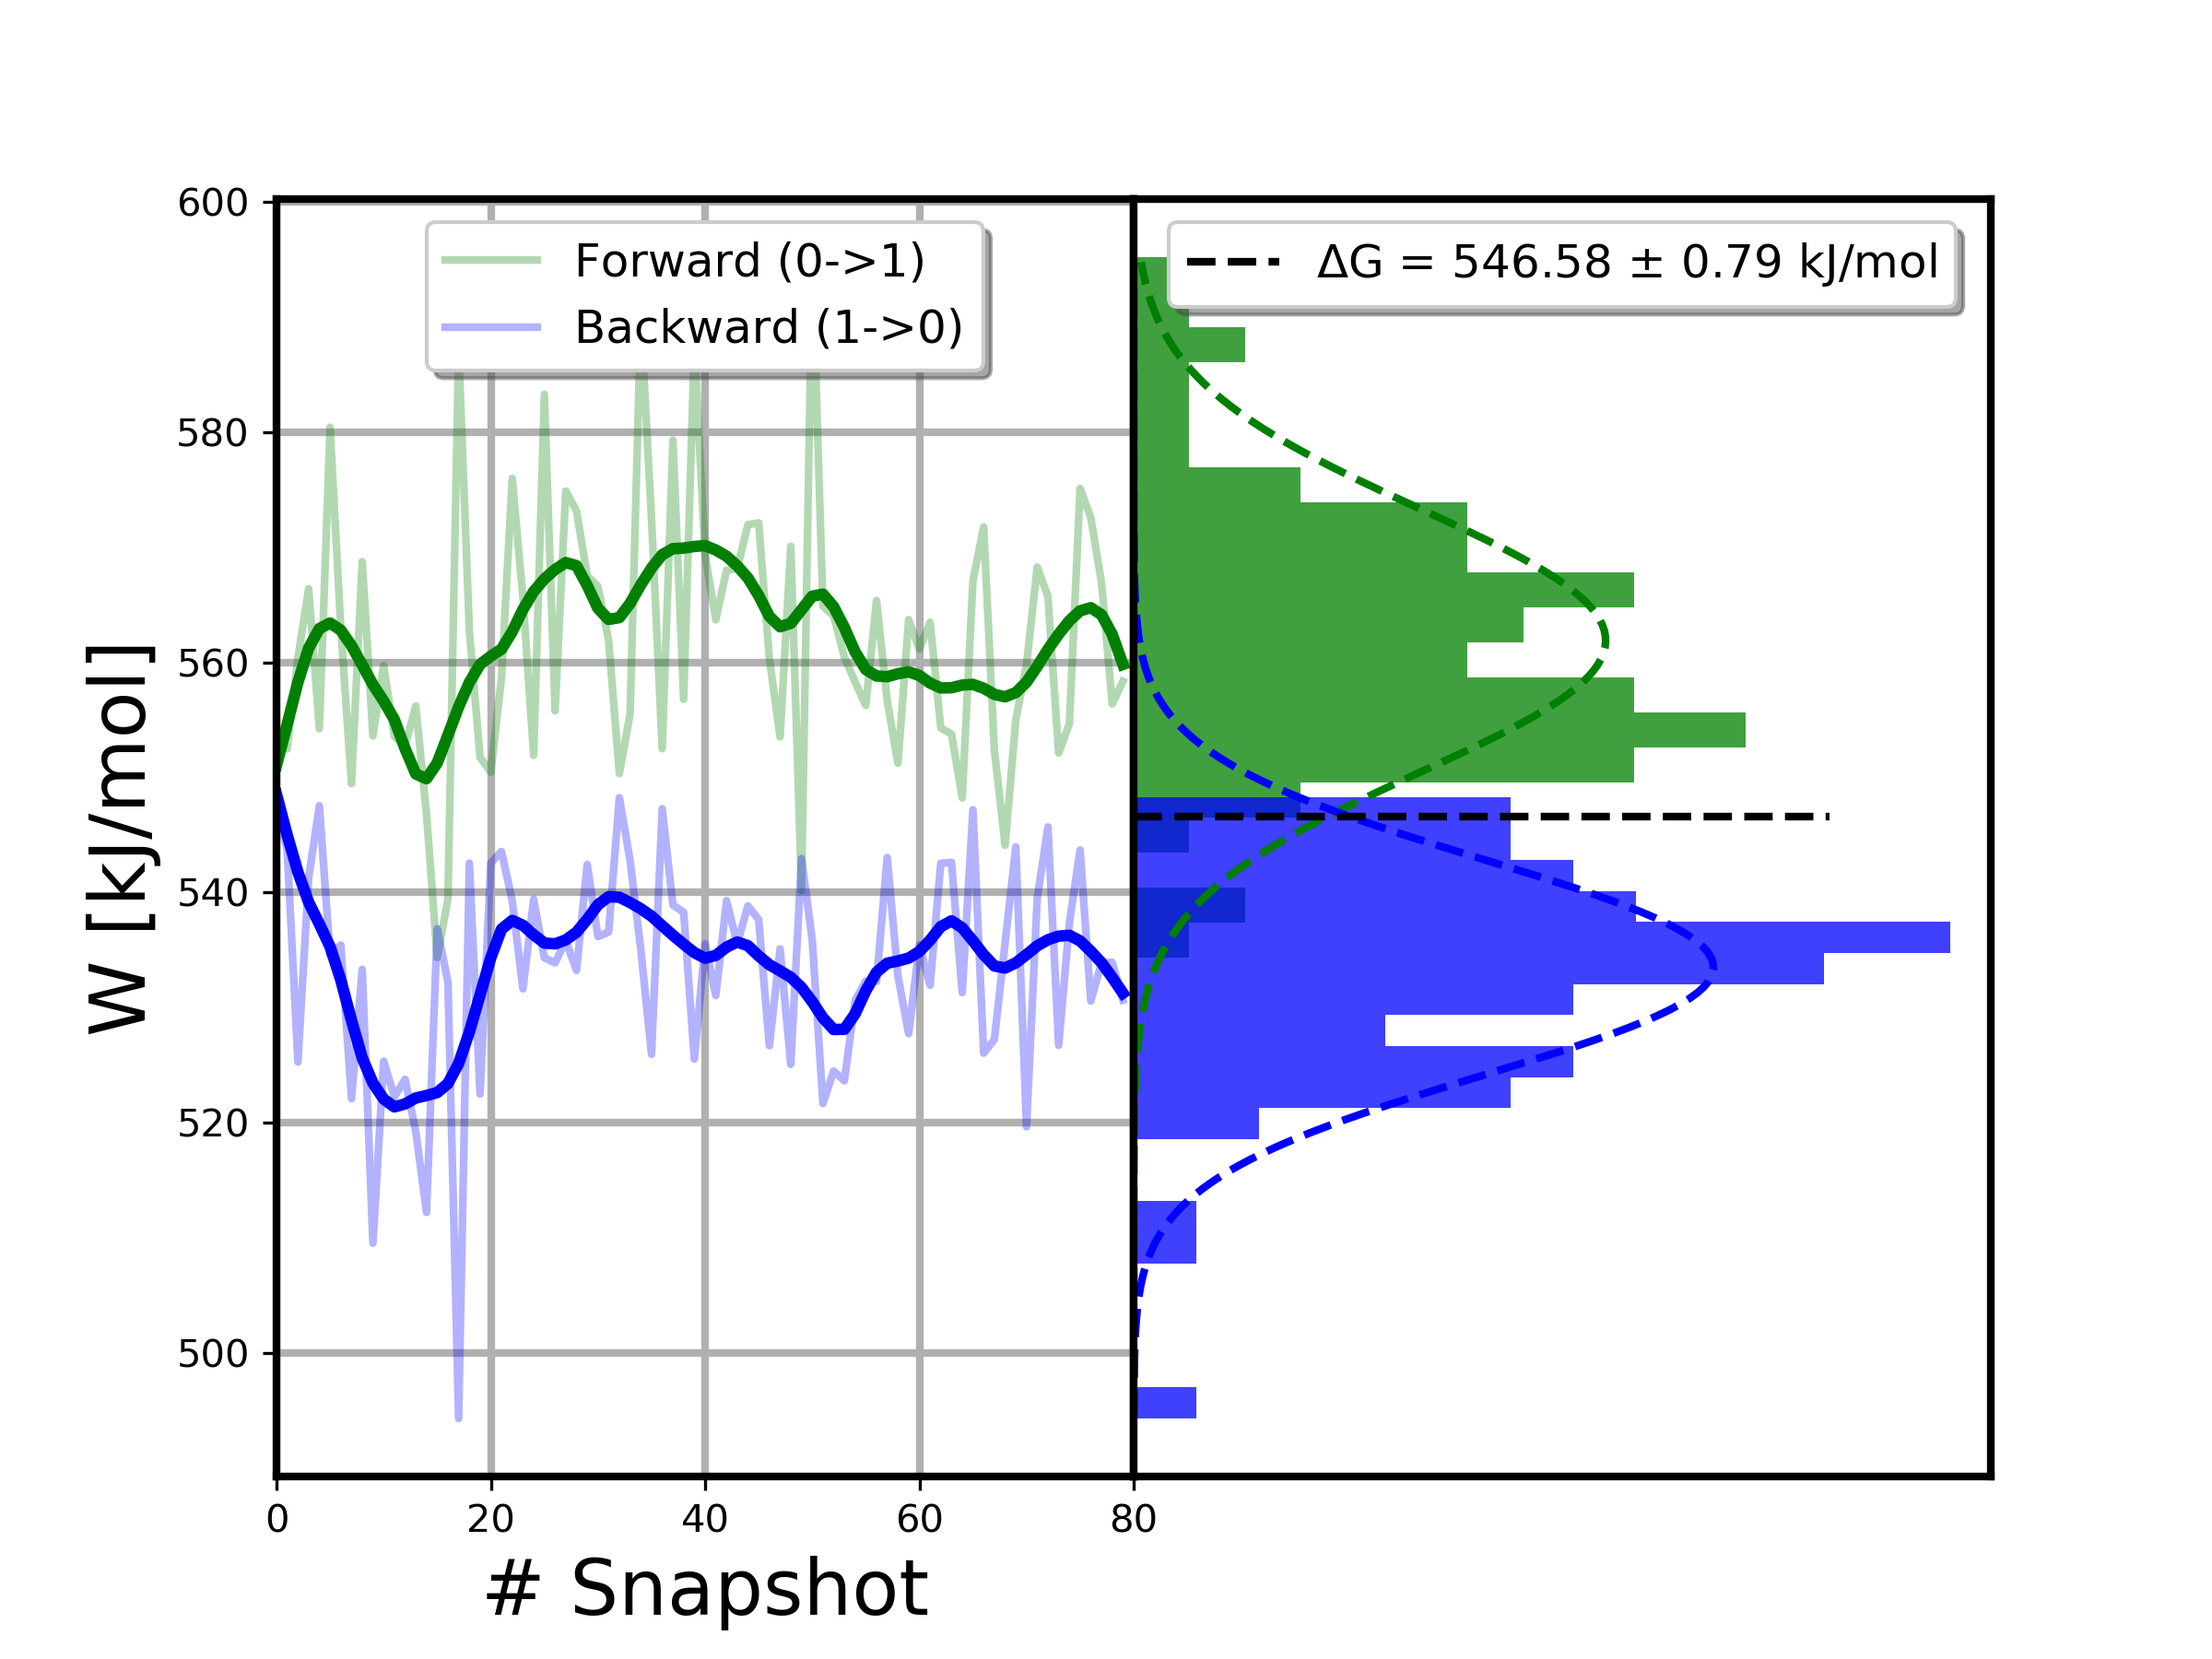 Forward (0->1)
Backward (1->0)
ΔG = 546.58 ± 0.79 kJ/mol
W [kJ/mol]
600
580
560
540
520
500
0 20 40 60 80
# Snapshot